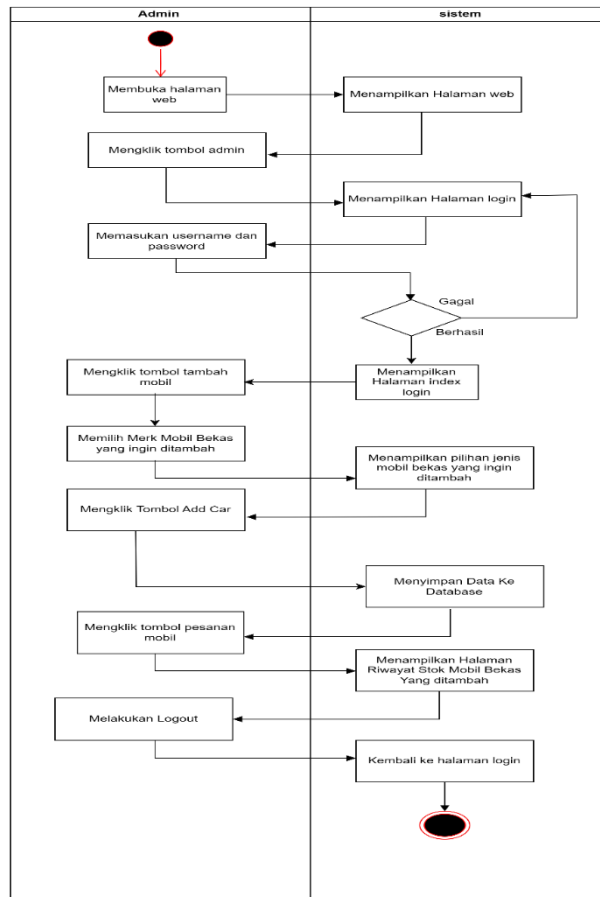 Admin
sistem
Membuka halaman
web
Menampilkan Halaman web
Mengklik tombol admin
Menampilkan Halaman login
Memasukan username dan
password
Gagal
Berhasil
Menampilkan
Halaman index
login
Mengklik tombol tambah
mobil
Memilih Merk Mobil Bekas
yang ingin ditambah
Menampilkan pilihan jenis
mobil bekas yang ingin
ditambah
Mengklik Tombol Add Car
Menyimpan Data Ke
Database
Mengklik tombol pesanan
mobil
Menampilkan Halaman
Riwayat Stok Mobil Bekas
Yang ditambah
Melakukan Logout
Kembali ke halaman login